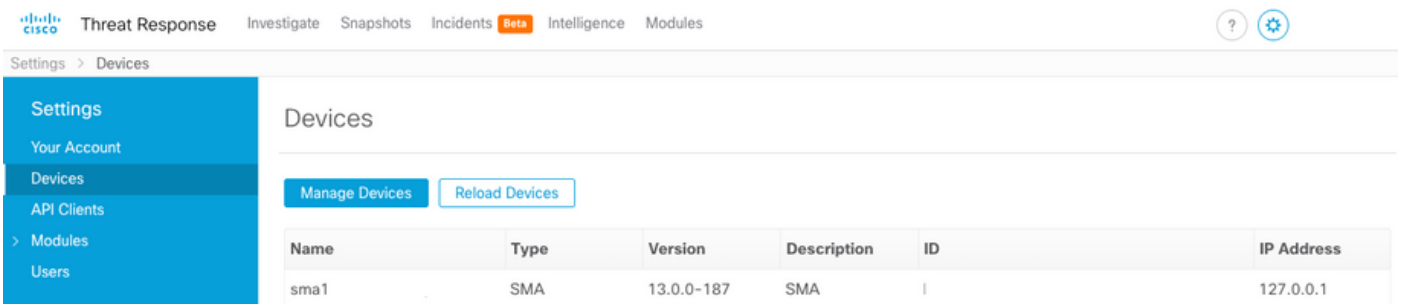 cisco Threat Response Investigate Snapshots Incidents Beta Intelligence Modules ?
Settings > Devices
Settings
Your Account
Devices
API Clients
> Modules
Users
Devices
Manage Devices Reload Devices
Name Type Version Description ID IP Address
sma1 SMA 13.0.0-187 SMA 127.0.0.1